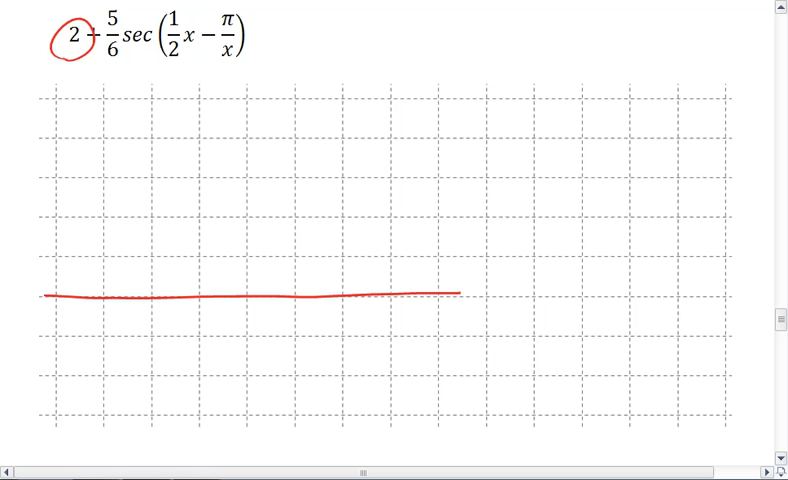 2 + 5/6 sec(1/2 x − π/x)